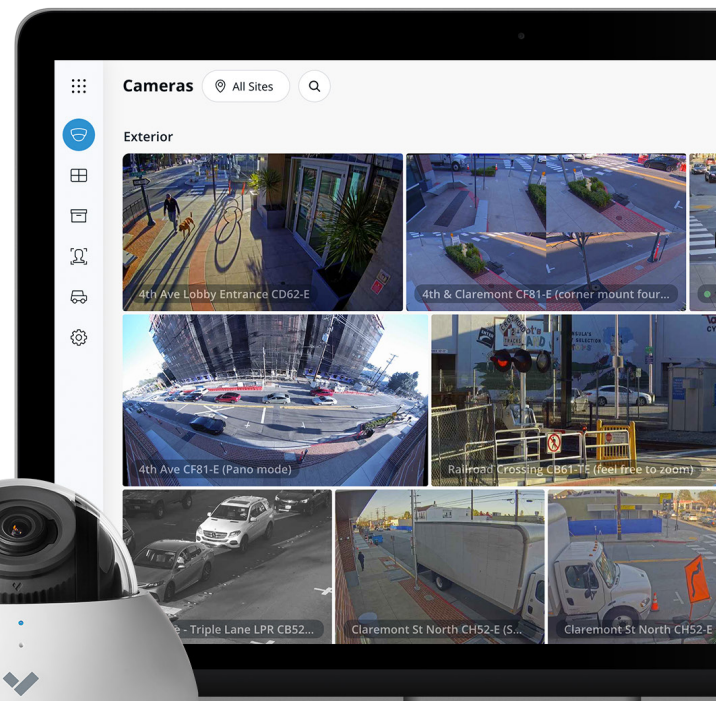 Cameras
All Sites
Exterior
4th Ave Lobby Entrance CD62-E
4th & Claremont CF81-E (corner mount four...
4th Ave CF81-E (Pano mode)
Railroad Crossing CB61-TE (feel free to zoom)
- Triple Lane LPR CB52...
Claremont St North CH52-E (S...
Claremont St North CH52-E